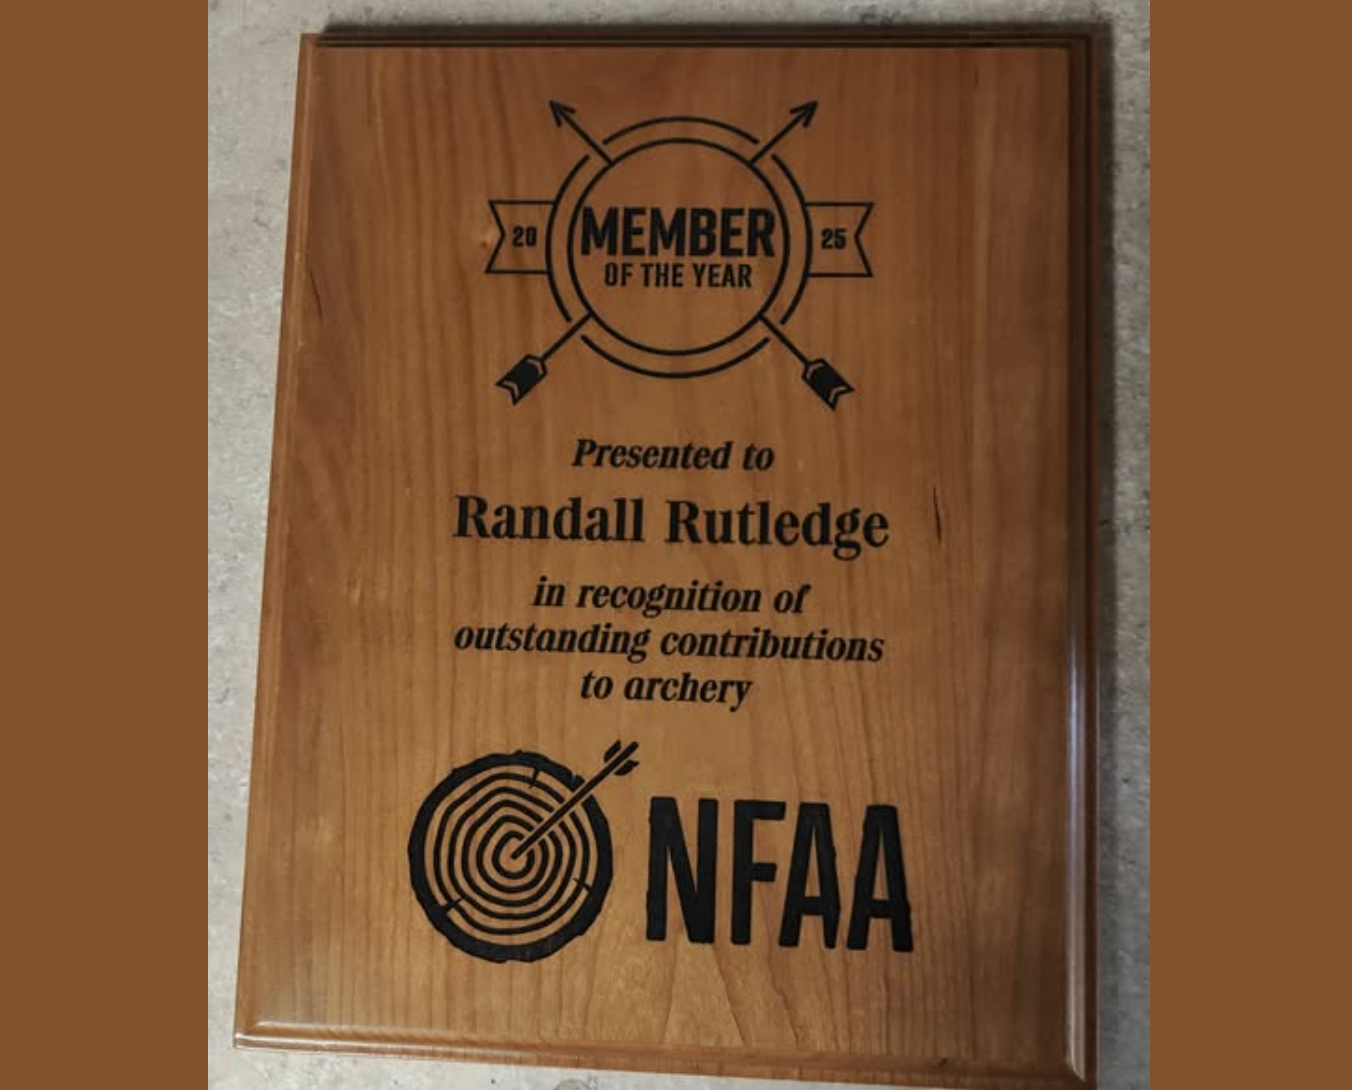 20 MEMBER 25
OF THE YEAR
Presented to
Randall Rutledge
in recognition of
outstanding contributions
to archery
NFAA